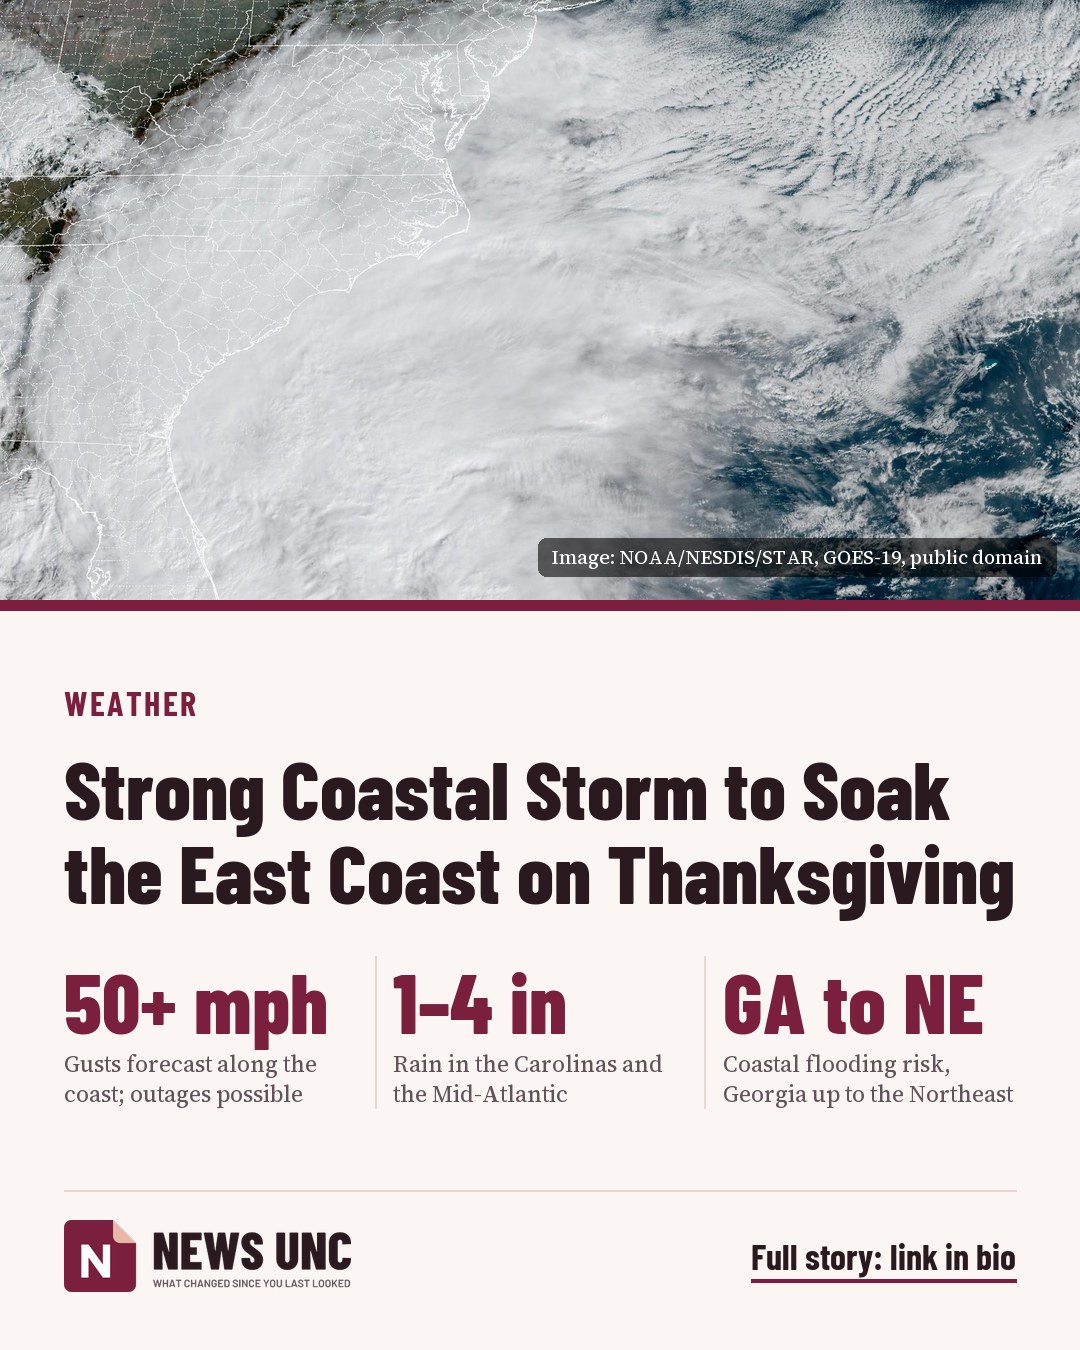 Image: NOAA/NESDIS/STAR, GOES-19, public domain
WEATHER
Strong Coastal Storm to Soak
the East Coast on Thanksgiving
50+ mph
Gusts forecast along the
coast; outages possible
1–4 in
Rain in the Carolinas and
the Mid-Atlantic
GA to NE
Coastal flooding risk,
Georgia up to the Northeast
N
NEWS UNC
WHAT CHANGED SINCE YOU LAST LOOKED
Full story: link in bio